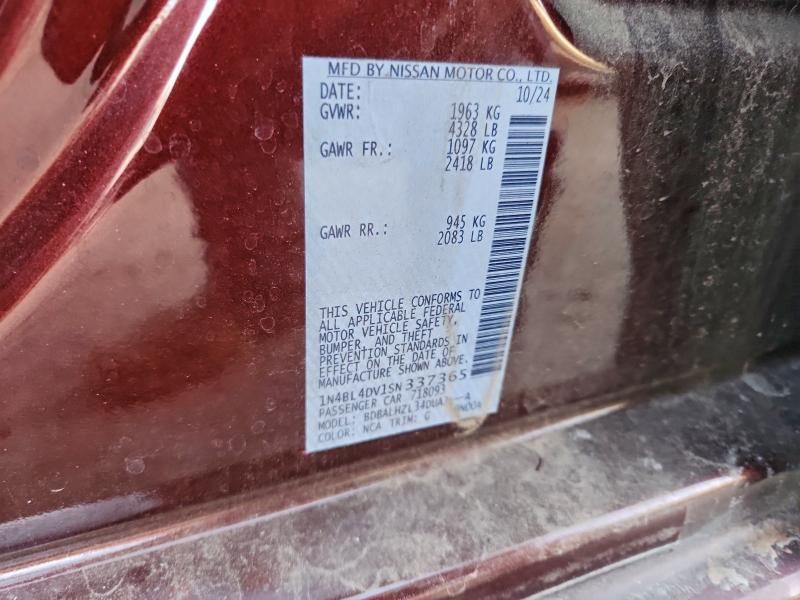 MFD BY NISSAN MOTOR CO., LTD.
DATE: 10/24
GVWR: 1963 KG
4328 LB
GAWR FR.: 1097 KG
2418 LB
GAWR RR.: 945 KG
2083 LB
THIS VEHICLE CONFORMS TO
ALL APPLICABLE FEDERAL
MOTOR VEHICLE SAFETY,
BUMPER, AND THEFT
PREVENTION STANDARDS IN
EFFECT ON THE DATE OF
MANUFACTURE SHOWN ABOVE.
1N4BL4DV1SN337365
PASSENGER CAR 718093
MODEL: BDBALHZL34DUA
COLOR: NCA TRIM: G